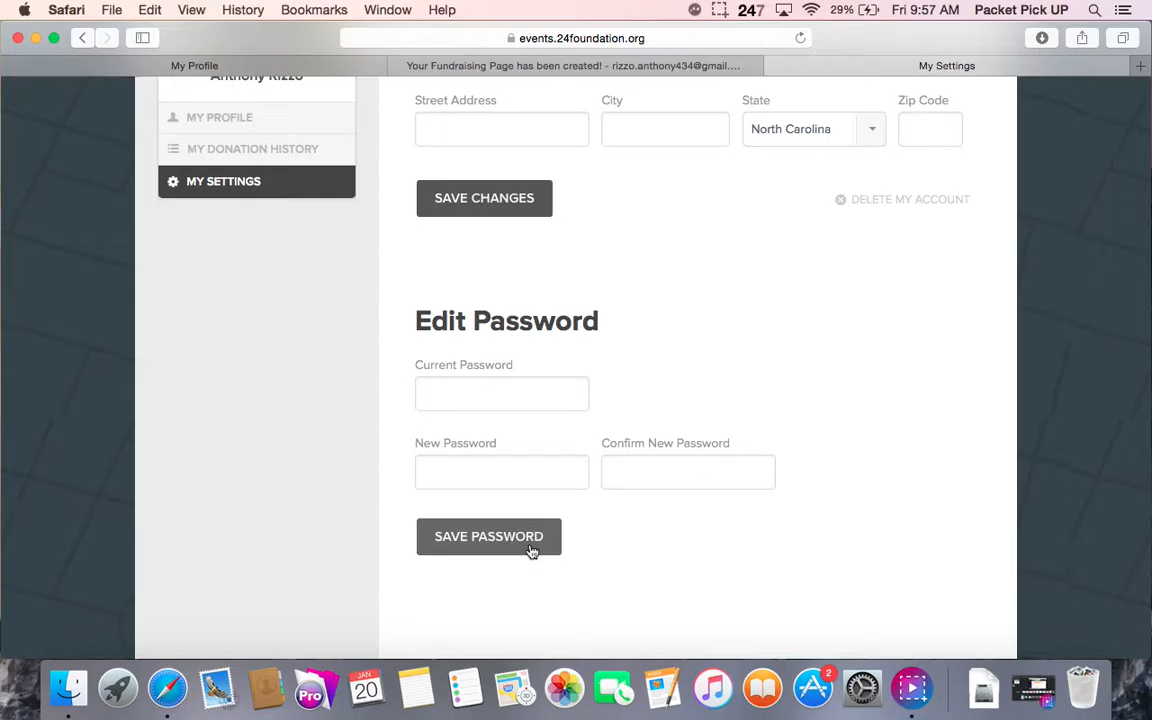 Safari File Edit View History Bookmarks Window Help 247 29% Fri 9:57 AM Packet Pick UP
events.24foundation.org
My Profile Your Fundraising Page has been created! - rizzo.anthony434@gmail.... My Settings
Anthony Rizzo
MY PROFILE
MY DONATION HISTORY
MY SETTINGS
Street Address City State Zip Code
North Carolina
SAVE CHANGES
DELETE MY ACCOUNT
Edit Password
Current Password
New Password Confirm New Password
SAVE PASSWORD
Pro
JAN
20
2